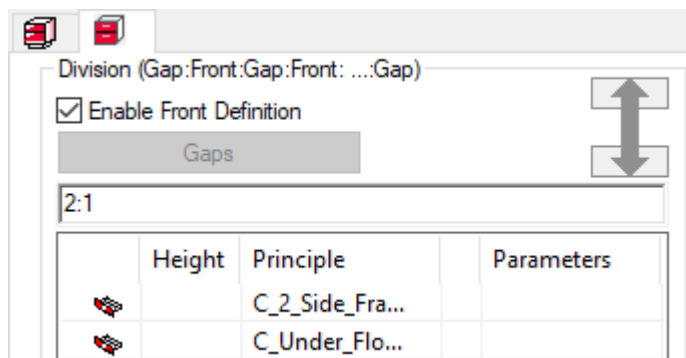 Division (Gap:Front:Gap:Front: ...:Gap)
Enable Front Definition
Gaps
2:1
Height Principle Parameters
C_2_Side_Fra...
C_Under_Flo...